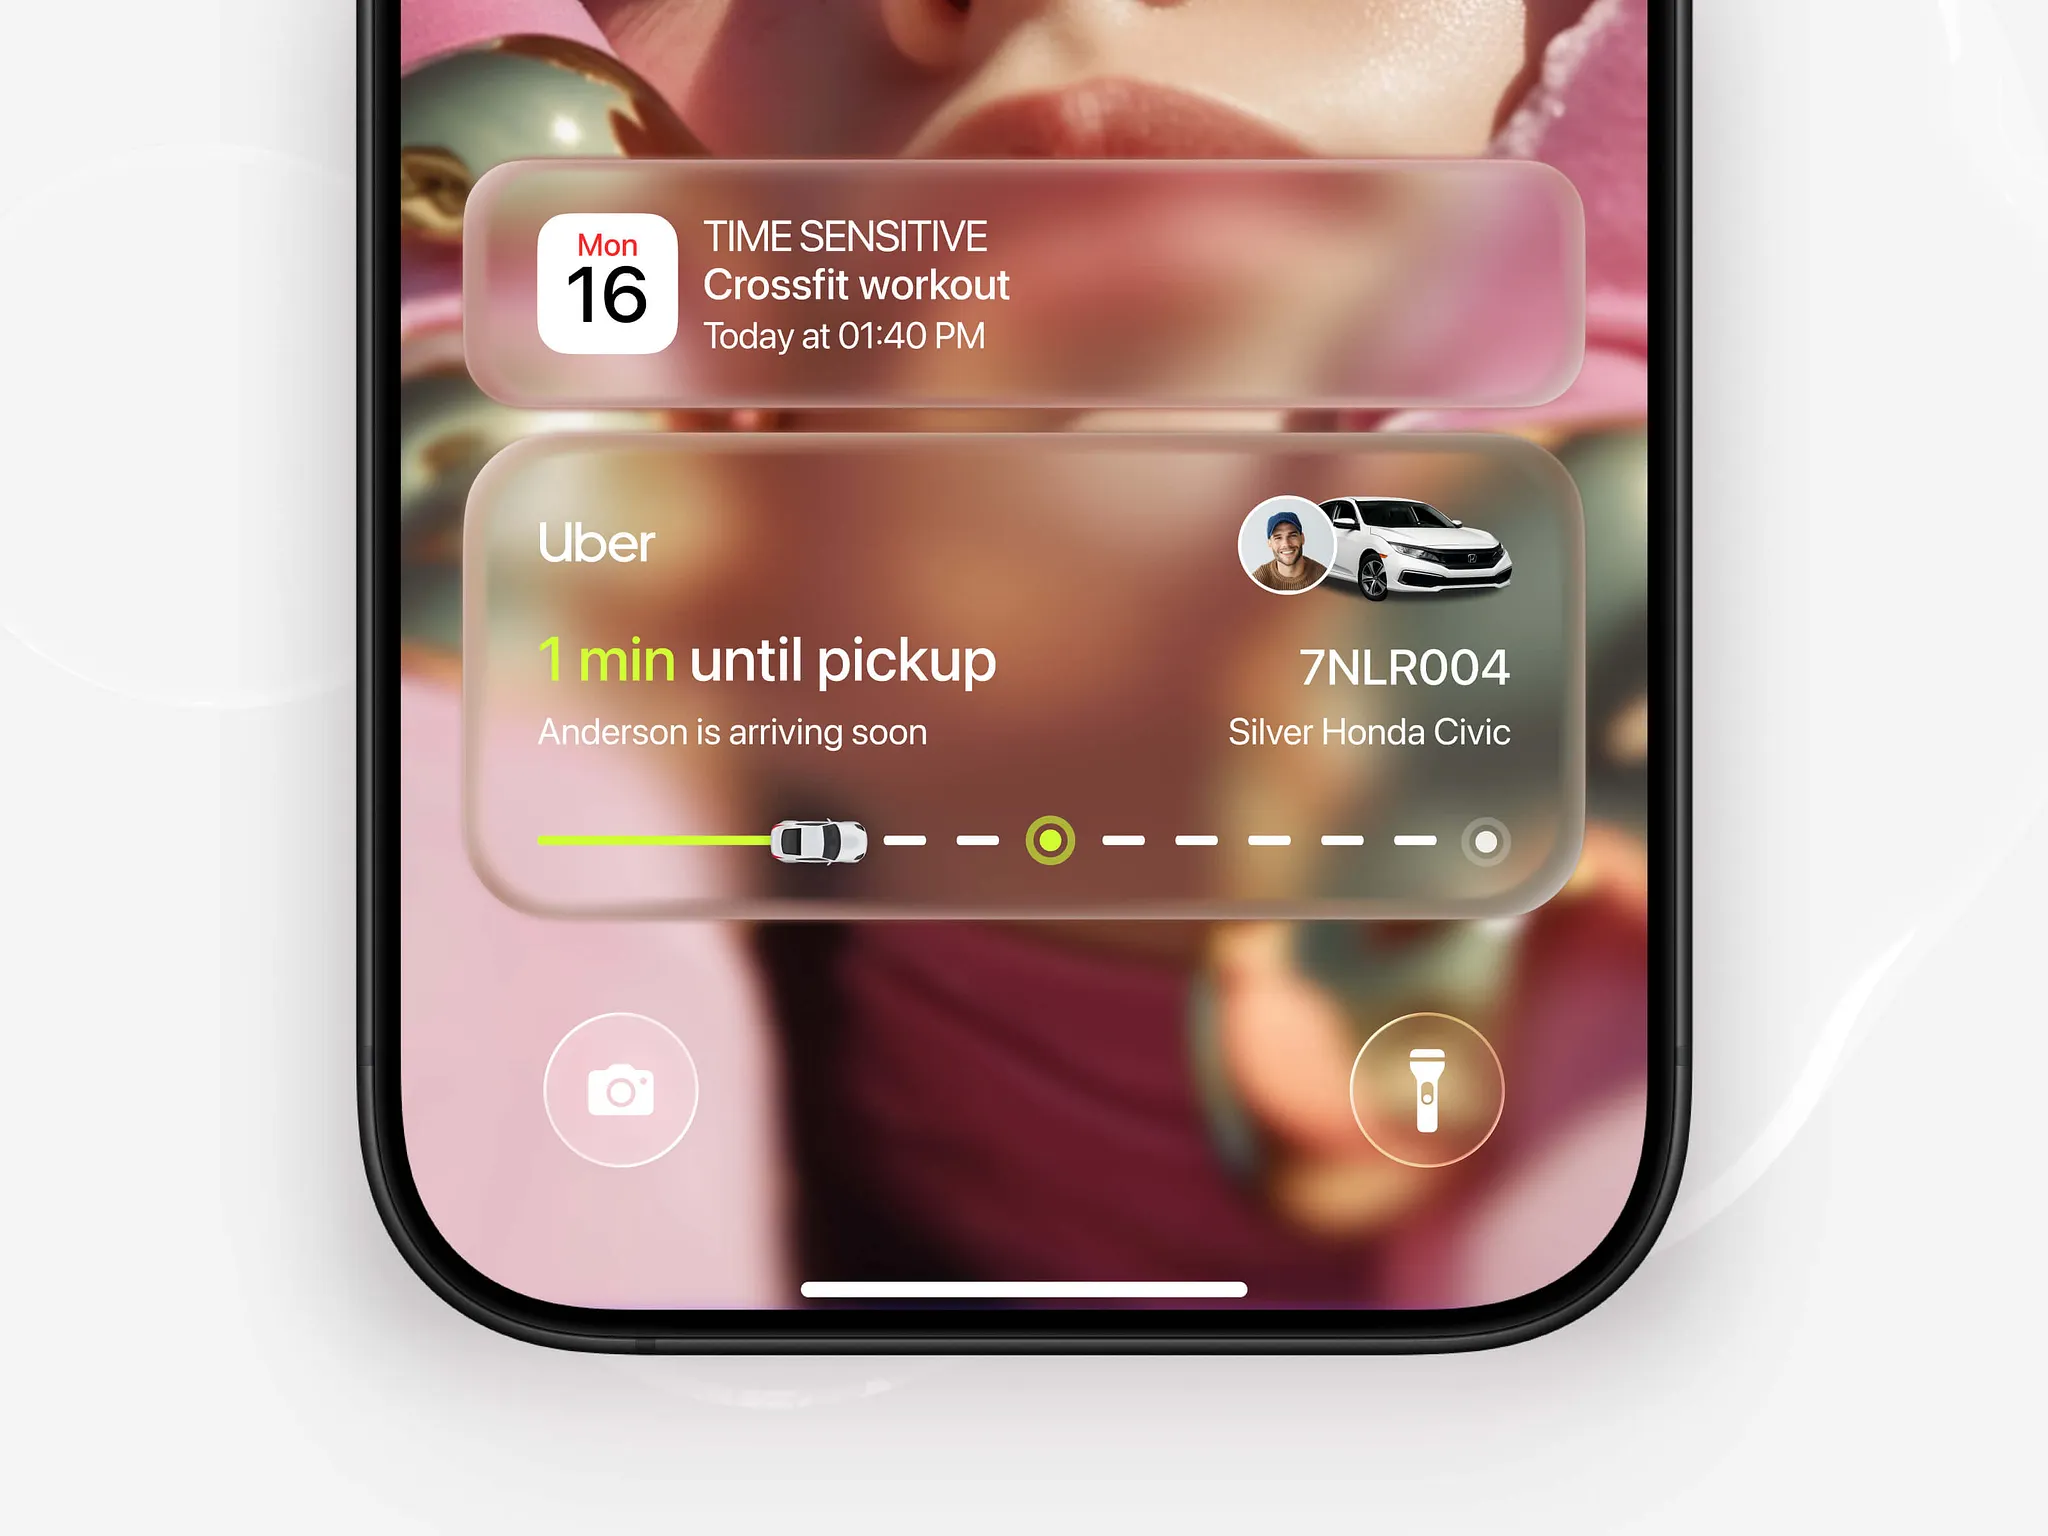 Mon
16
TIME SENSITIVE
Crossfit workout
Today at 01:40 PM
Uber
1 min until pickup
7NLR004
Anderson is arriving soon
Silver Honda Civic